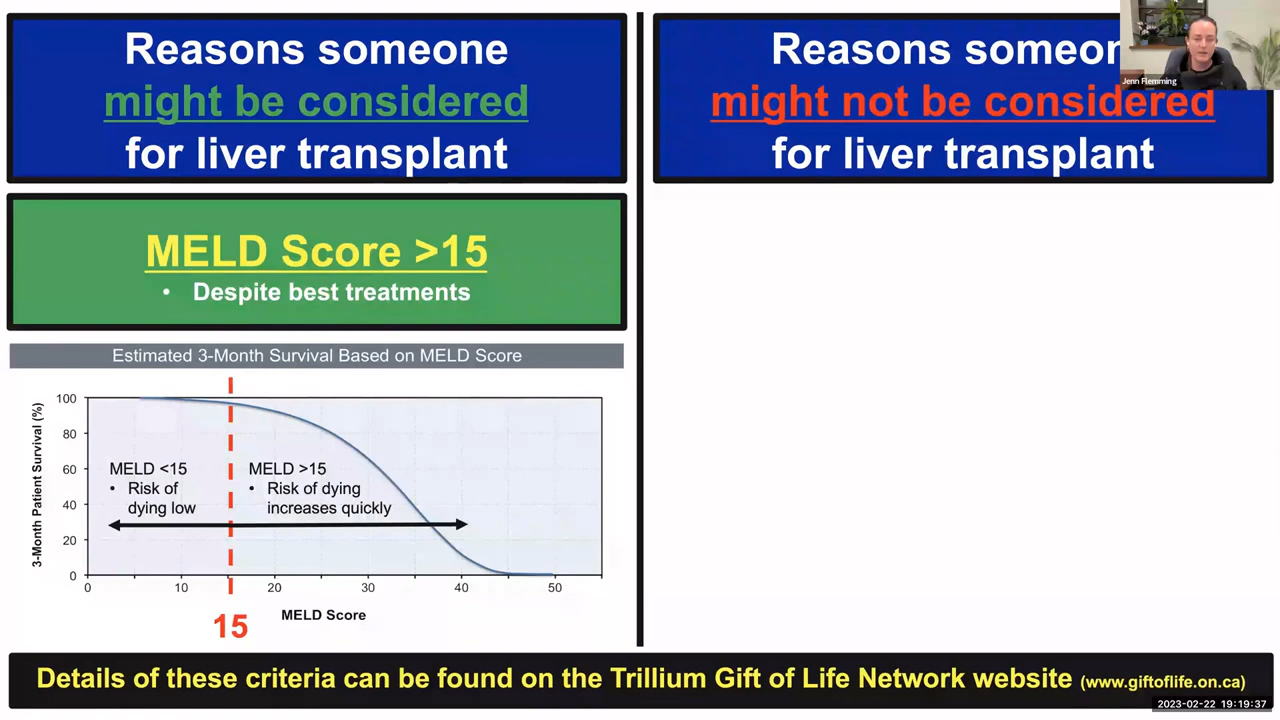 Reasons someone
might be considered
for liver transplant
Reasons someon
might not be considered
for liver transplant
Jenn Flemming
MELD Score >15
• Despite best treatments
Estimated 3-Month Survival Based on MELD Score
3-Month Patient Survival (%)
100
80
60
40
20
0
MELD <15
• Risk of
dying low
MELD >15
• Risk of dying
increases quickly
0 10 20 30 40 50
MELD Score
15
Details of these criteria can be found on the Trillium Gift of Life Network website (www.giftoflife.on.ca)
2023-02-22 19:19:37